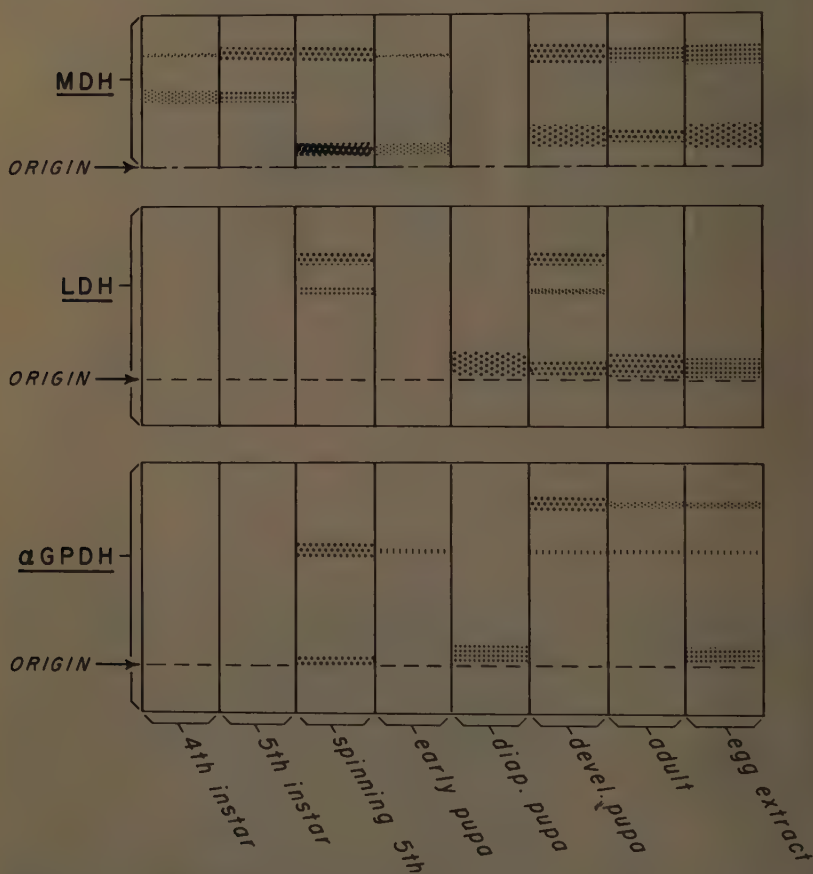 MDH
ORIGIN
LDH
ORIGIN
αGPDH
ORIGIN
4th instar
5th instar
spinning 5th
early pupa
diap. pupa
devel. pupa
adult
egg extract